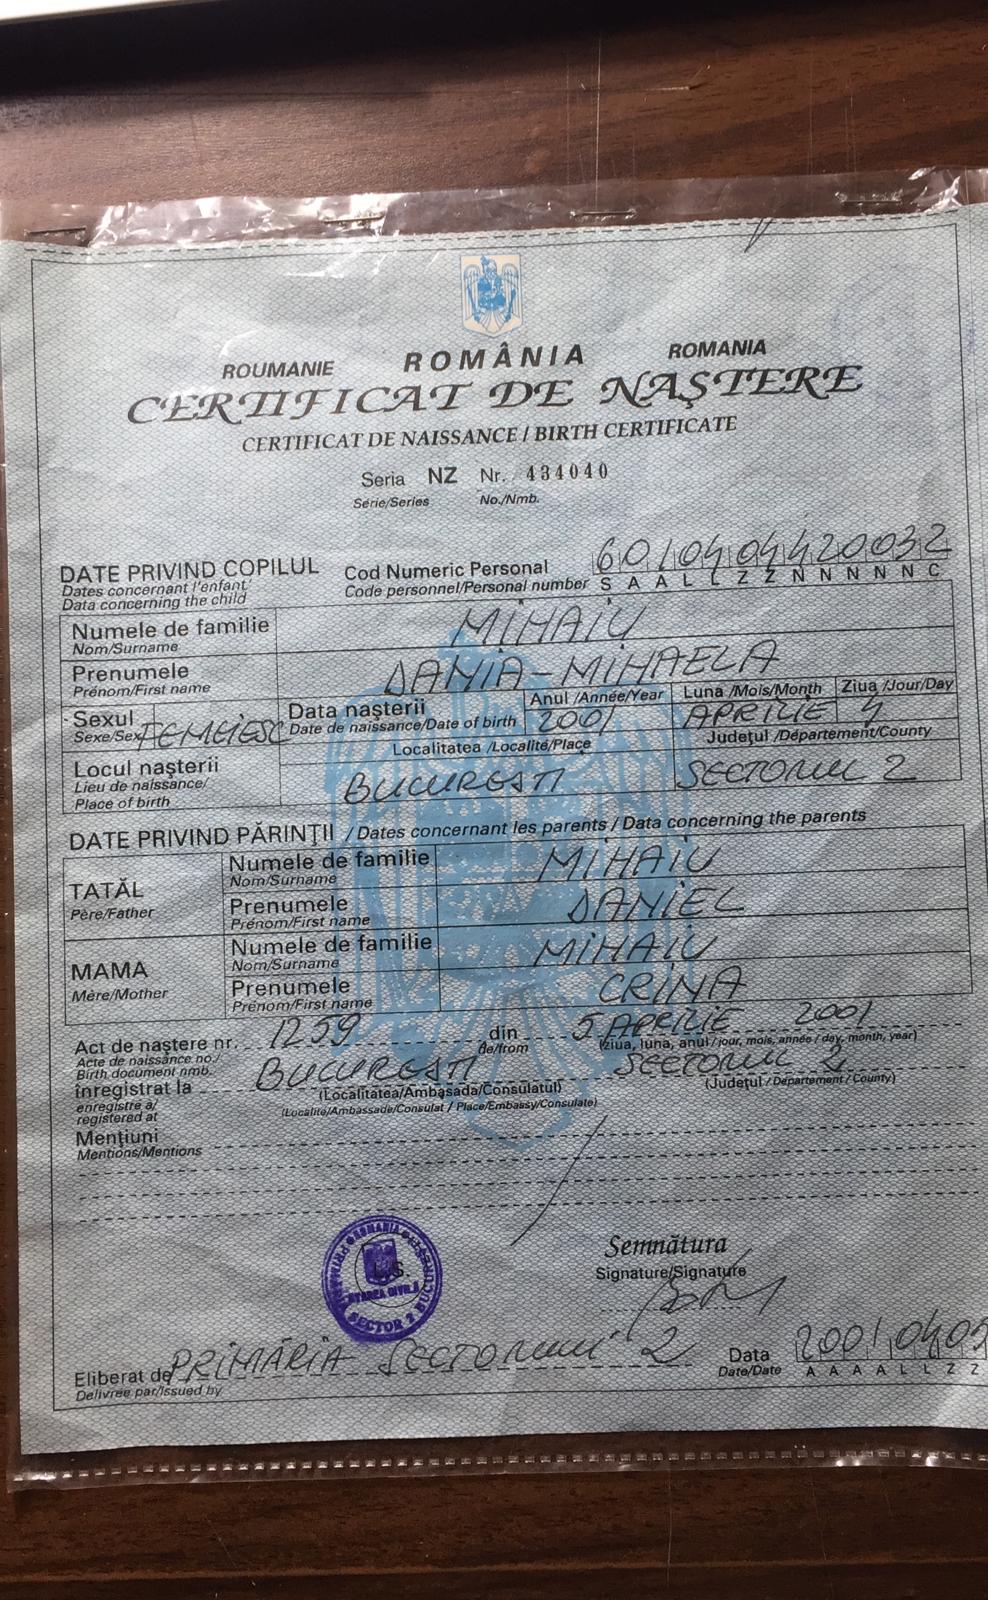 ROUMANIE ROMÂNIA ROMANIA
CERTIFICAT DE NAŞTERE
CERTIFICAT DE NAISSANCE / BIRTH CERTIFICATE
Seria NZ Nr. 434040
Série/Series No./Nmb.
DATE PRIVIND COPILUL
Dates concernant l'enfant/
Data concerning the child
Cod Numeric Personal 6010404420032
Code personnel/Personal number S A A L L Z Z N N N N N C
Numele de familie MIHAIU
Nom/Surname
Prenumele DANIA-MIHAELA
Prénom/First name
Sexul FEMEIESC
Sexe/Sex
Data naşterii
Date de naissance/Date of birth
Anul /Année/Year Luna /Mois/Month Ziua /Jour/Day
2001 APRILIE 4
Locul naşterii
Lieu de naissance/
Place of birth
Localitatea /Localité/Place Judeţul /Département/County
BUCUREŞTI SECTORUL 2
DATE PRIVIND PĂRINŢII / Dates concernant les parents / Data concerning the parents
TATĂL
Père/Father
Numele de familie MIHAIU
Nom/Surname
Prenumele DANIEL
Prénom/First name
MAMA
Mère/Mother
Numele de familie MIHAIU
Nom/Surname
Prenumele CRINA
Prénom/First name
Act de naştere nr. 1259 din 5 APRILIE 2001
Acte de naissance no./ de/from (ziua, luna, anul / jour, mois, année / day, month, year)
Birth document nmb.
înregistrat la BUCUREŞTI SECTORUL 2
enregistré a/ (Localitatea/Ambasada/Consulatul) (Judeţul / Département / County)
registered at (Localité/Ambassade/Consulat / Place/Embassy/Consulate)
Menţiuni
Mentions/Mentions
ROMANIA
PRIMĂRIA SECTOR 2 BUCUREŞTI
L.S.
STAREA CIVILĂ
Semnătura
Signature/Signature
Eliberat de PRIMĂRIA SECTORULUI 2
Délivrée par/Issued by
Data 20010405
Date/Date A A A A L L Z Z